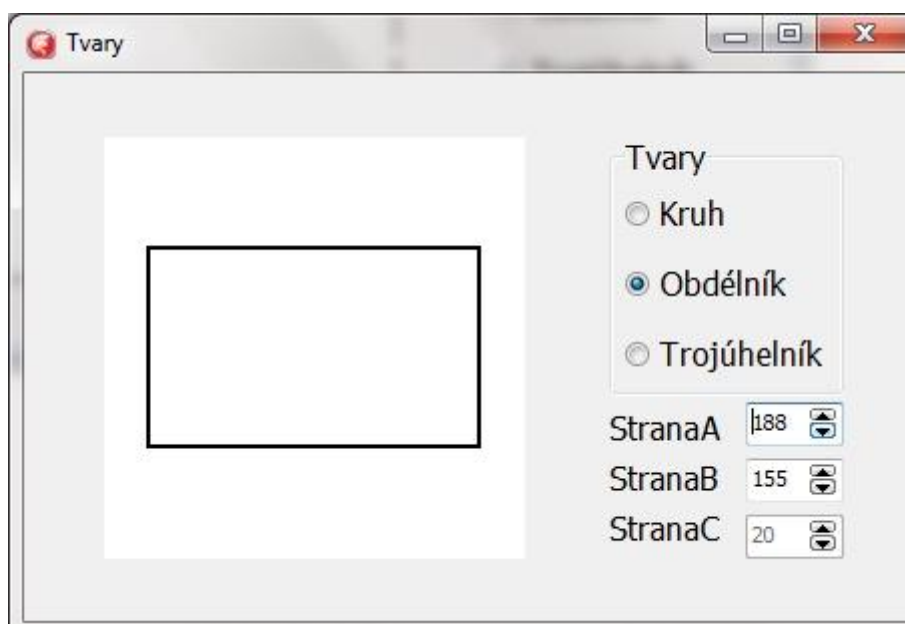 Tvary
Tvary
Kruh
Obdélník
Trojúhelník
StranaA 188
StranaB 155
StranaC 20